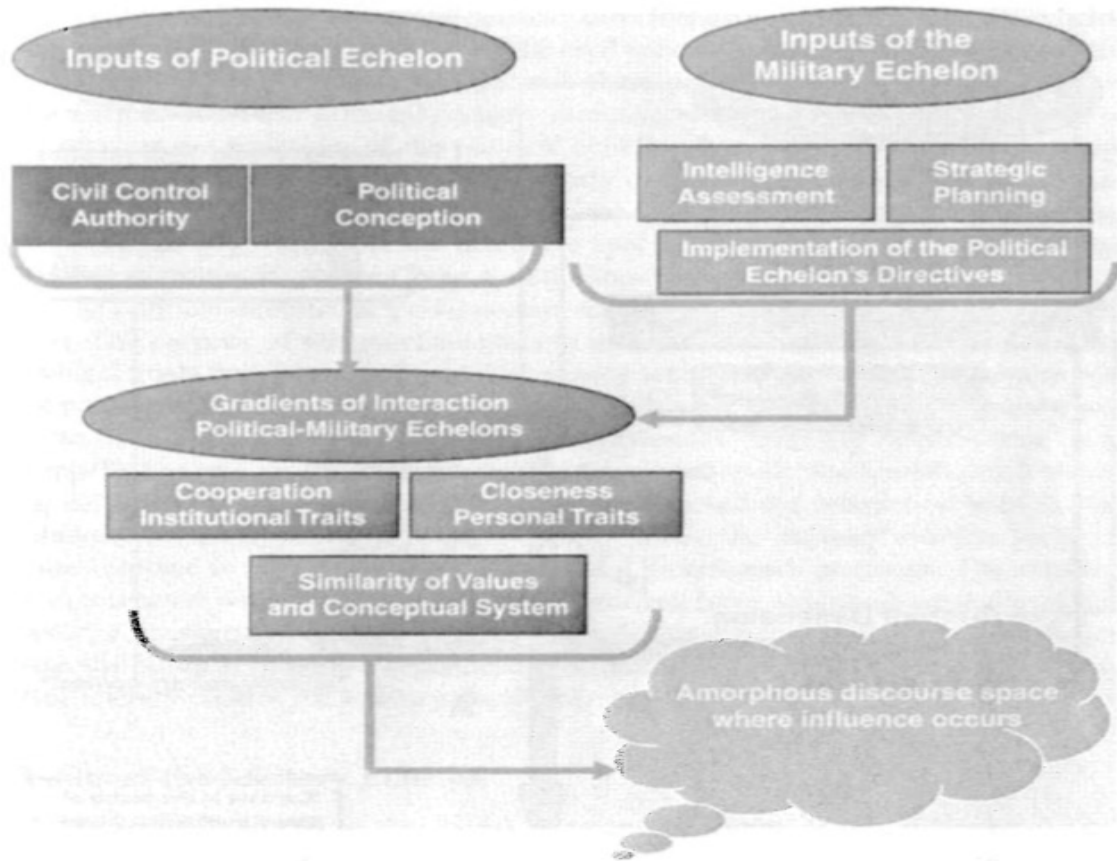 Inputs of Political Echelon
Inputs of the
Military Echelon
Civil Control
Authority
Political
Conception
Intelligence
Assessment
Strategic
Planning
Implementation of the Political
Echelon's Directives
Gradients of Interaction
Political-Military Echelons
Cooperation
Institutional Traits
Closeness
Personal Traits
Similarity of Values
and Conceptual System
Amorphous discourse space
where influence occurs